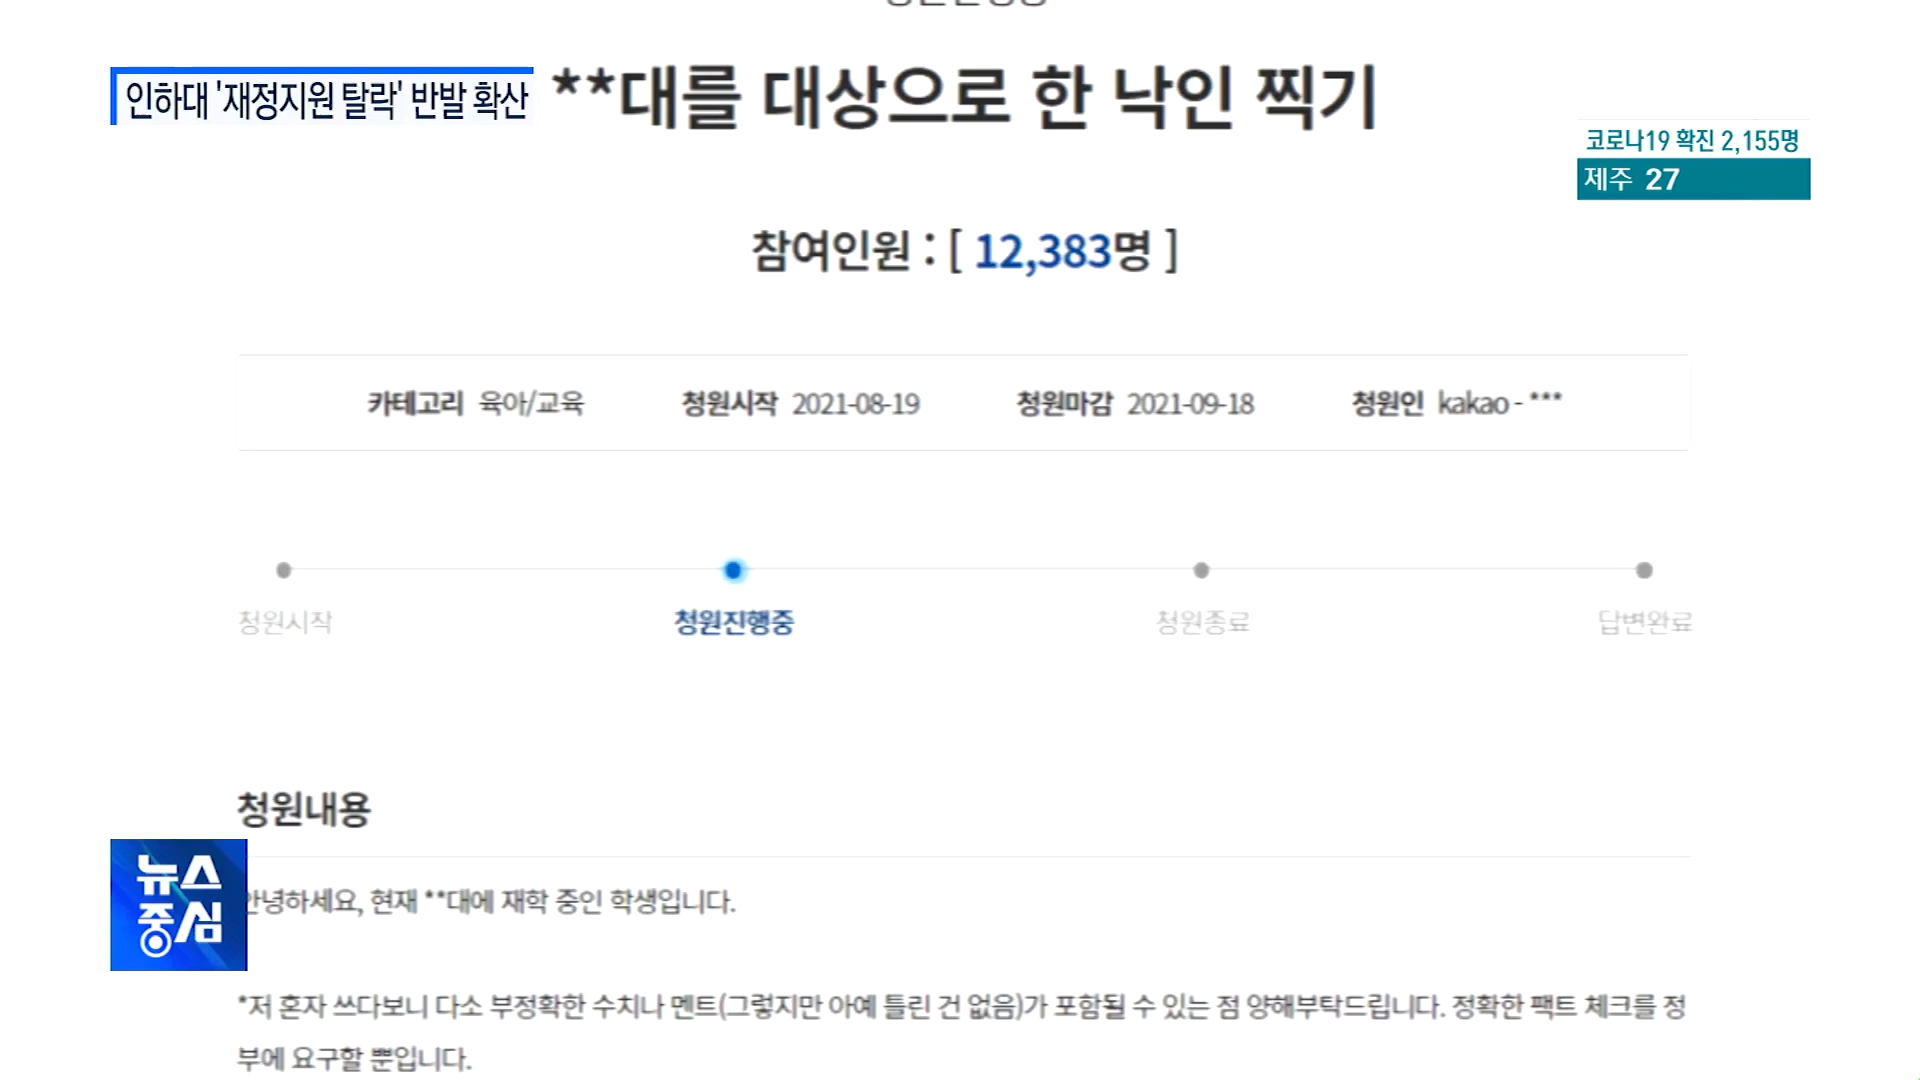 인하대 '재정지원 탈락' 반발 확산
**대를 대상으로 한 낙인 찍기
코로나19 확진 2,155명
제주 27
참여인원 : [ 12,383명 ]
카테고리 육아/교육 청원시작 2021-08-19 청원마감 2021-09-18 청원인 kakao - ***
청원시작 청원진행중 청원종료 답변완료
청원내용
뉴스
중심
안녕하세요, 현재 **대에 재학 중인 학생입니다.
*저 혼자 쓰다보니 다소 부정확한 수치나 멘트(그렇지만 아예 틀린 건 없음)가 포함될 수 있는 점 양해부탁드립니다. 정확한 팩트 체크를 정
부에 요구할 뿐입니다.